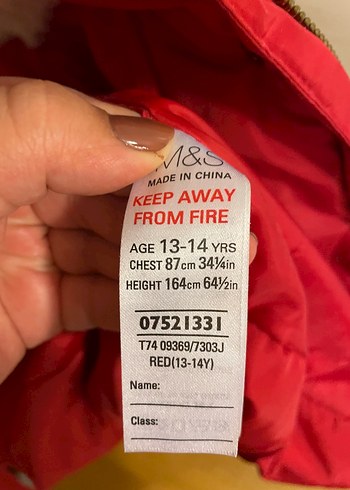 M&S
MADE IN CHINA
KEEP AWAY
FROM FIRE
AGE 13-14 YRS
CHEST 87cm 34¼in
HEIGHT 164cm 64½in
07521331
T74 09369/7303J
RED(13-14Y)
Name:
Class: